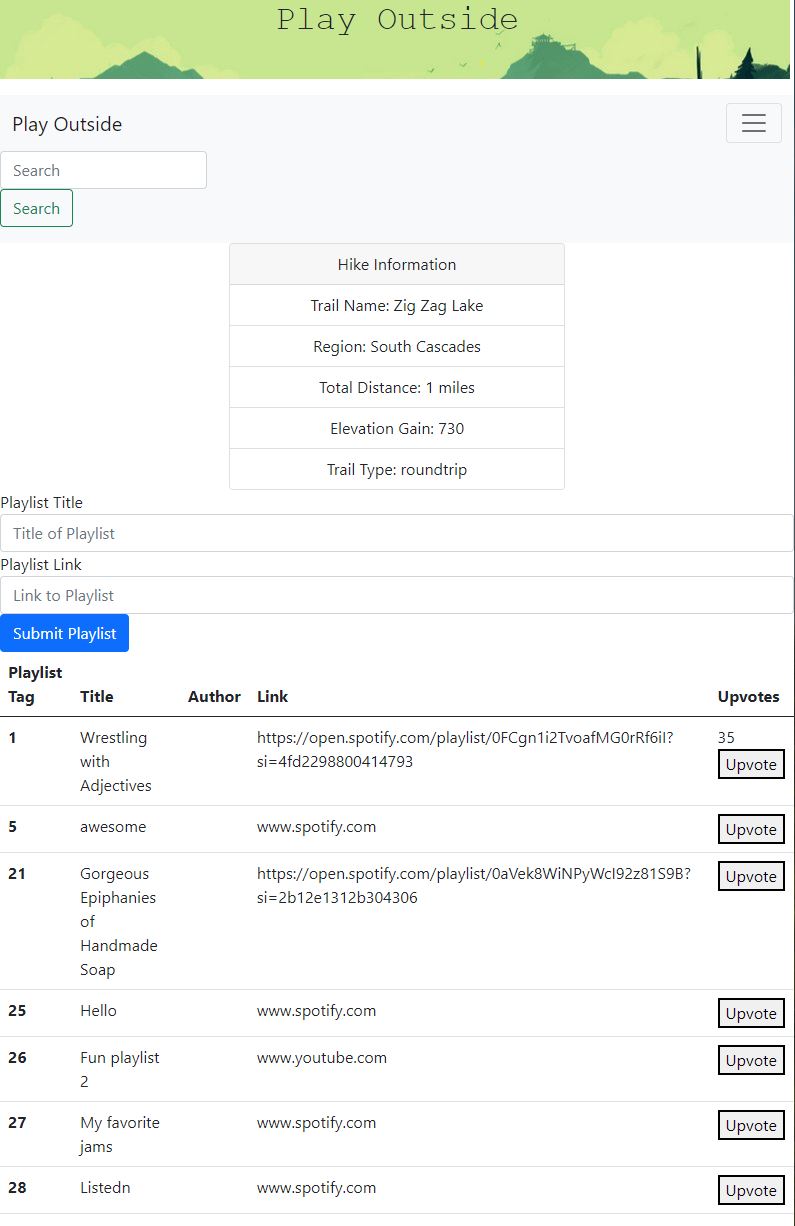 Play Outside
Play Outside
Search
Search
Hike Information
Trail Name: Zig Zag Lake
Region: South Cascades
Total Distance: 1 miles
Elevation Gain: 730
Trail Type: roundtrip
Playlist Title
Title of Playlist
Playlist Link
Link to Playlist
Submit Playlist
Playlist
Tag Title Author Link Upvotes
1 Wrestling https://open.spotify.com/playlist/0FCgn1i2TvoafMG0rRf6iI? 35
with si=4fd2298800414793 Upvote
Adjectives
5 awesome www.spotify.com Upvote
21 Gorgeous https://open.spotify.com/playlist/0aVek8WiNPyWcI92z81S9B? Upvote
Epiphanies si=2b12e1312b304306
of
Handmade
Soap
25 Hello www.spotify.com Upvote
26 Fun playlist www.youtube.com Upvote
2
27 My favorite www.spotify.com Upvote
jams
28 Listedn www.spotify.com Upvote